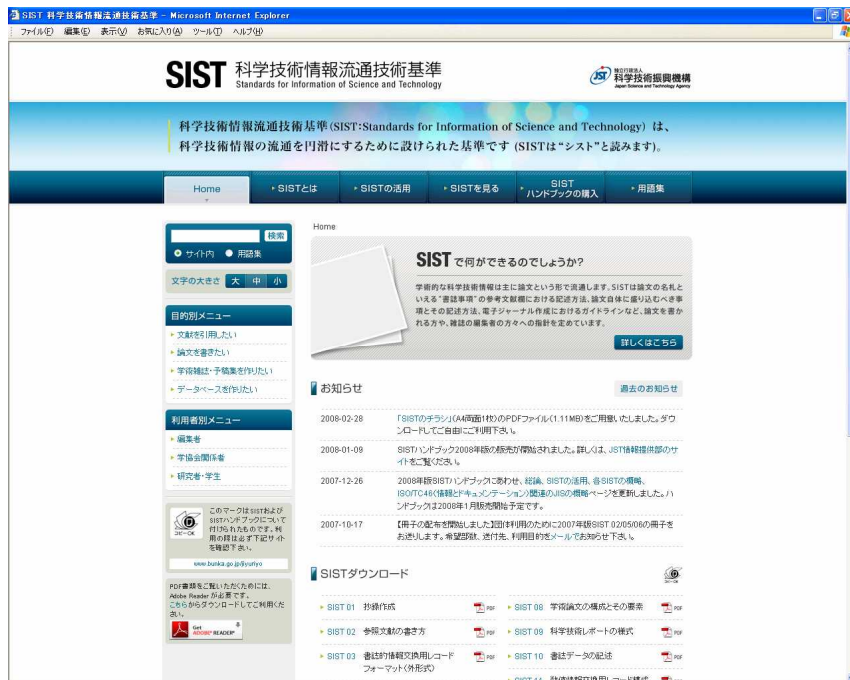 SIST 科学技術情報流通技術基準 - Microsoft Internet Explorer
ファイル(F) 編集(E) 表示(V) お気に入り(A) ツール(T) ヘルプ(H)
SIST 科学技術情報流通技術基準
Standards for Information of Science and Technology
JST 独立行政法人
科学技術振興機構
Japan Science and Technology Agency
科学技術情報流通技術基準(SIST:Standards for Information of Science and Technology) は、
科学技術情報の流通を円滑にするために設けられた基準です (SISTは“シスト”と読みます)。
Home
SISTとは
SISTの活用
SISTを見る
SIST
ハンドブックの購入
用語集
検索
サイト内 用語集
文字の大きさ 大 中 小
目的別メニュー
文献を引用したい
論文を書きたい
学術雑誌・予稿集を作りたい
データベースを作りたい
利用者別メニュー
編集者
学協会関係者
研究者・学生
このマークはSISTおよび
SISTハンドブックについて
付けられたものです。利
用の際は必ず下記サイト
を確認下さい。
コピーOK
www.bunka.go.jp/jiyuriyo
PDF書類をご覧いただくためには、
Adobe Reader が必要です。
こちらからダウンロードしてご利用くだ
さい。
Get
ADOBE® READER®
Home
SISTで何ができるのでしょうか?
学術的な科学技術情報は主に論文という形で流通します。SISTは論文の名札と
いえる“書誌事項”の参考文献欄における記述方法、論文自体に盛り込むべき事
項とその記述方法、電子ジャーナル作成におけるガイドラインなど、論文を書か
れる方や、雑誌の編集者の方々への指針を定めています。
詳しくはこちら
お知らせ
過去のお知らせ
2008-02-28 「SISTのチラシ」(A4両面1枚)のPDFファイル(1.11MB)をご用意いたしました。ダウ
ンロードしてご自由にご利用下さい。
2008-01-09 SISTハンドブック2008年版の販売が開始されました。詳しくは、JST情報提供部のサ
イトをご覧ください。
2007-12-26 2008年版SISTハンドブックにあわせ、総論、SISTの活用、各SISTの概略、
ISO/TC46(情報とドキュメンテーション)関連のJISの概略ページを更新しました。ハ
ンドブックは2008年1月販売開始予定です。
2007-10-17 【冊子の配布を開始しました】団体利用のために2007年版SIST 02/05/06の冊子を
お送りします。希望部数、送付先、利用目的をメールでお知らせ下さい。
SISTダウンロード
コピーOK
SIST 01 抄録作成 PDF
SIST 08 学術論文の構成とその要素 PDF
SIST 02 参照文献の書き方 PDF
SIST 09 科学技術レポートの様式 PDF
SIST 03 書誌的情報交換用レコード
フォーマット(外形式) PDF
SIST 10 書誌データの記述 PDF